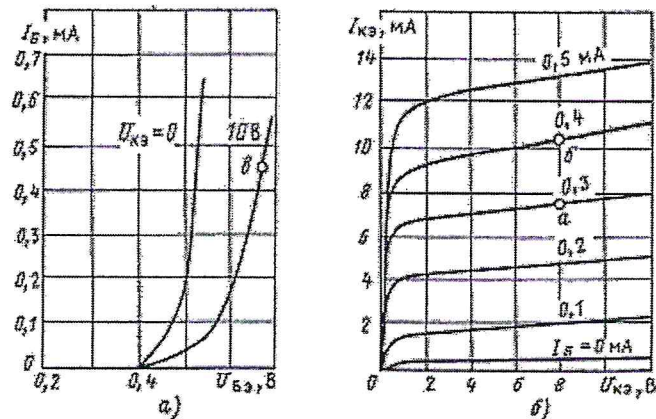 I_Б, мА
0,7
0,6
0,5
0,4
0,3
0,2
0,1
0
U_КЭ=0
10В
в
0,2
0,4
U_БЭ, В
а)
I_КЭ, мА
14
12
10
8
6
4
2
0
0,5 мА
0,4
б
0,3
а
0,2
0,1
I_Б=0 мА
2
4
6
8
U_КЭ, В
б)